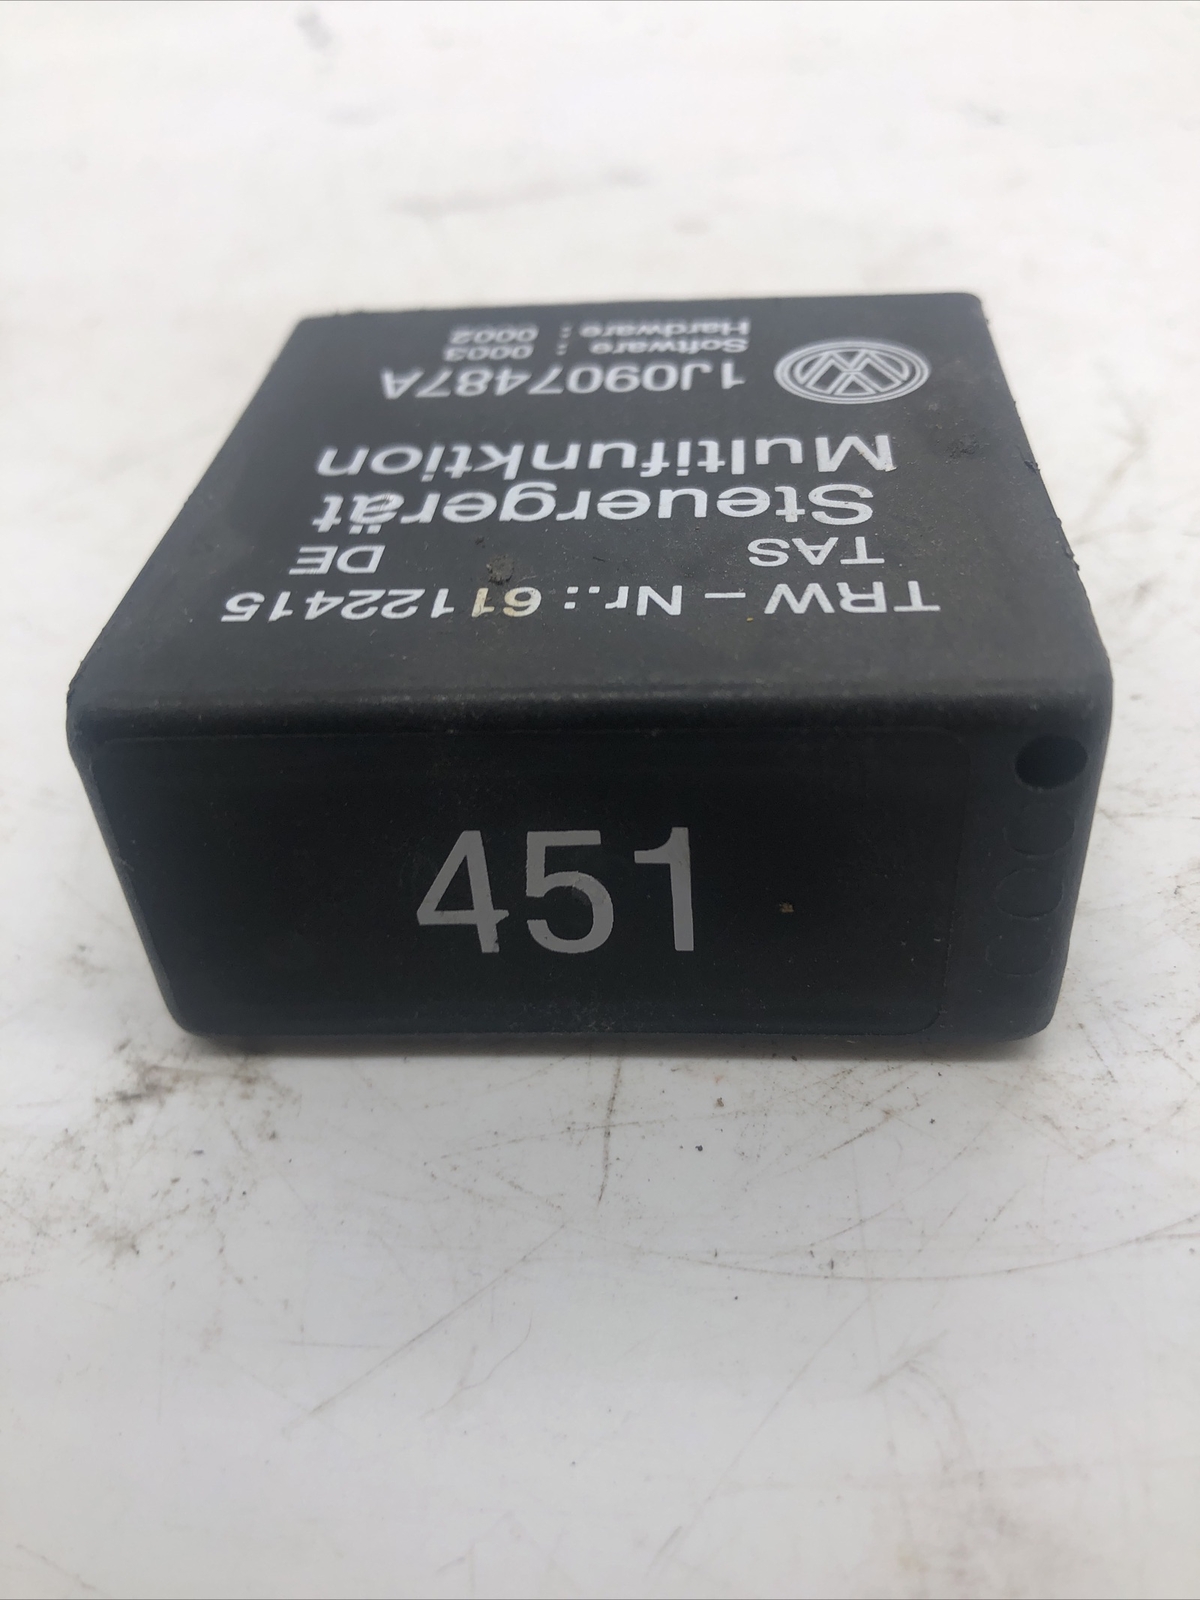 1J0907487A
Software : 0003
Hardware : 0002
Multifunktion
Steuergerät
TAS DE
TRW – Nr.: 61122415
451